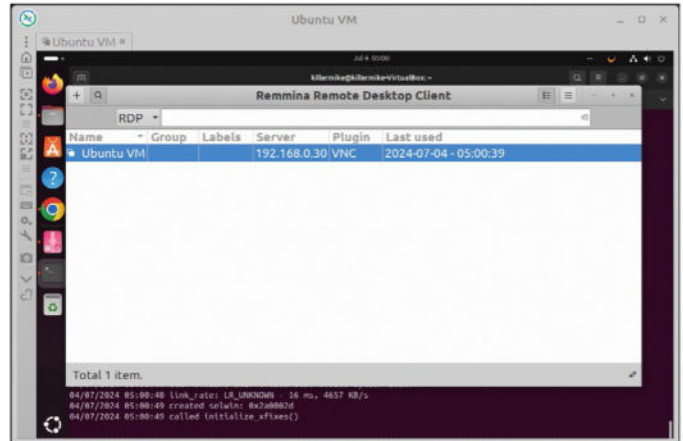 Ubuntu VM
Ubuntu VM
Jul 4 05:00
killermike@killermike-VirtualBox: ~
Remmina Remote Desktop Client
RDP
Name Group Labels Server Plugin Last used
Ubuntu VM 192.168.0.30 VNC 2024-07-04 - 05:00:39
Total 1 item.
04/07/2024 05:00:40 link_rate: LR_UNKNOWN - 16 ms, 4657 KB/s
04/07/2024 05:00:49 created selwin: 0x2a0002d
04/07/2024 05:00:49 called initialize_xfixes()